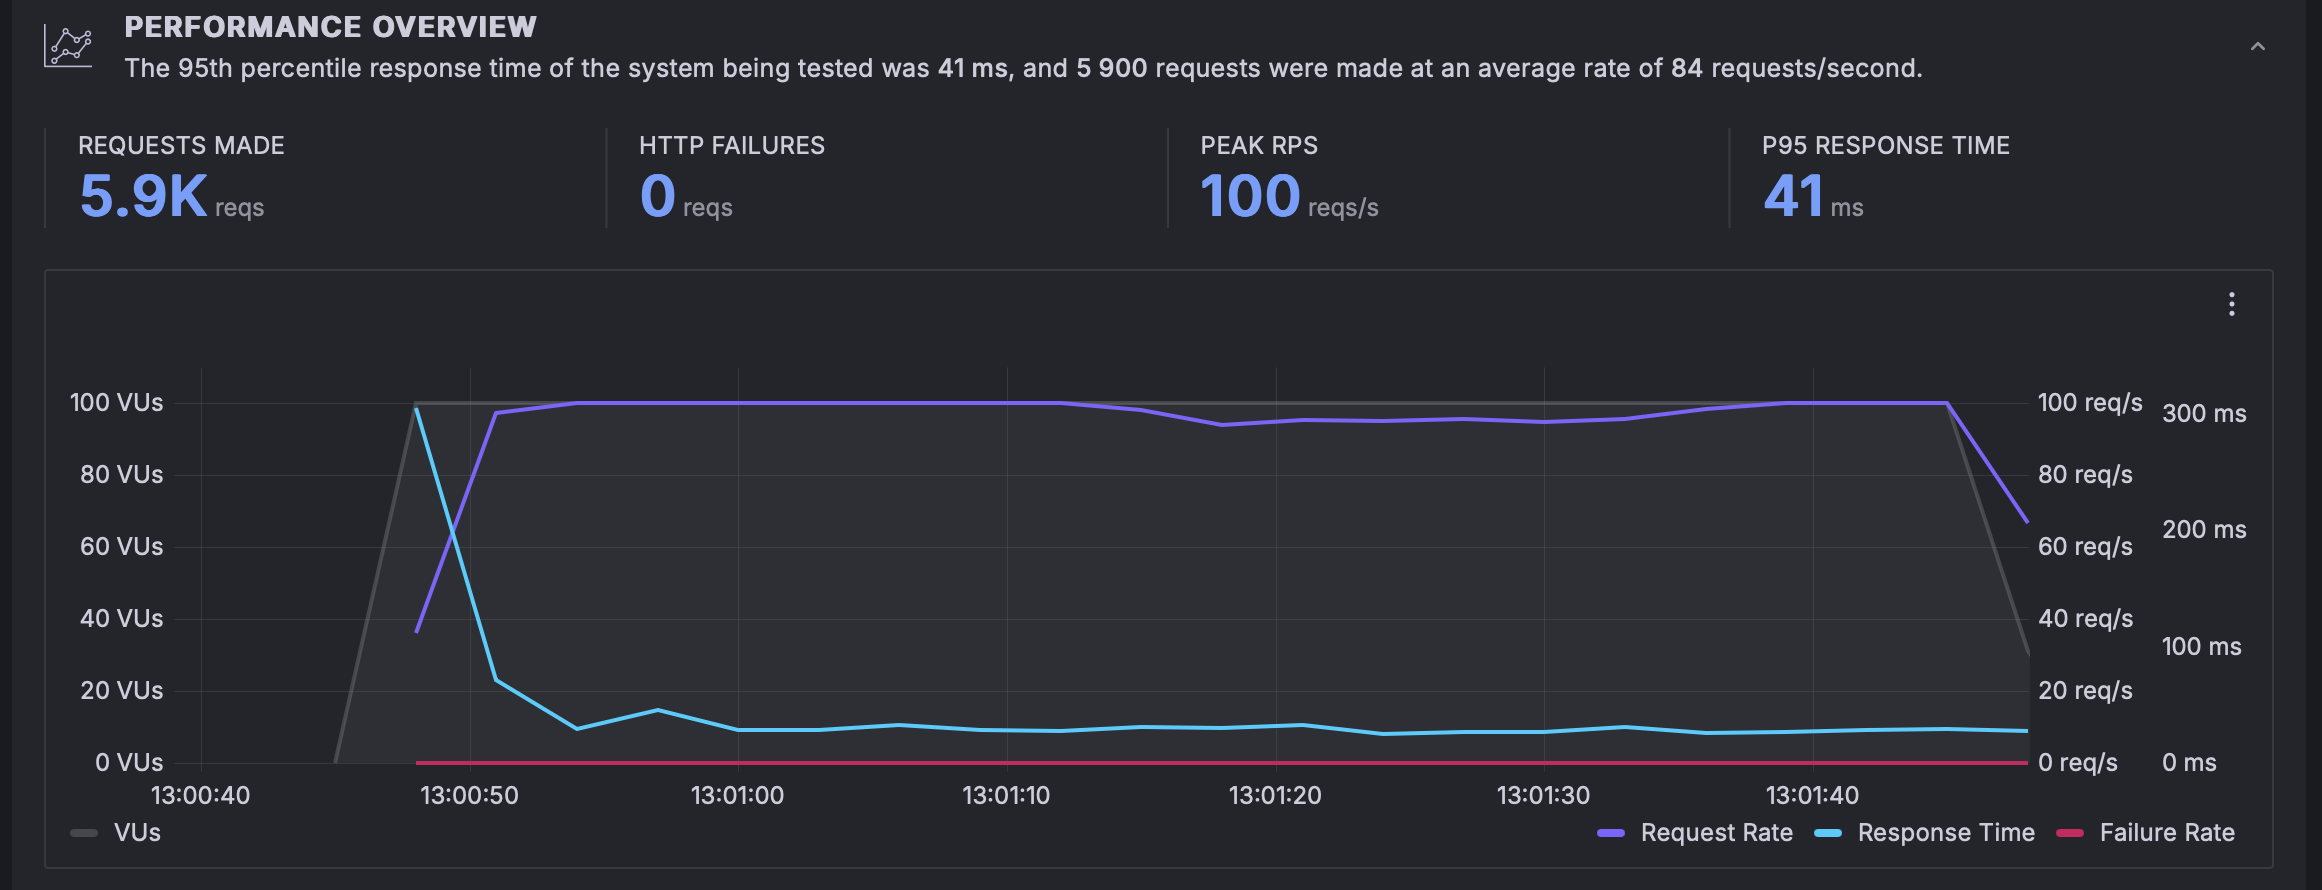 PERFORMANCE OVERVIEW
The 95th percentile response time of the system being tested was 41 ms, and 5 900 requests were made at an average rate of 84 requests/second.
REQUESTS MADE
5.9K reqs
HTTP FAILURES
0 reqs
PEAK RPS
100 reqs/s
P95 RESPONSE TIME
41 ms
100 VUs
80 VUs
60 VUs
40 VUs
20 VUs
0 VUs
100 req/s
80 req/s
60 req/s
40 req/s
20 req/s
0 req/s
300 ms
200 ms
100 ms
0 ms
13:00:40
13:00:50
13:01:00
13:01:10
13:01:20
13:01:30
13:01:40
VUs
Request Rate
Response Time
Failure Rate